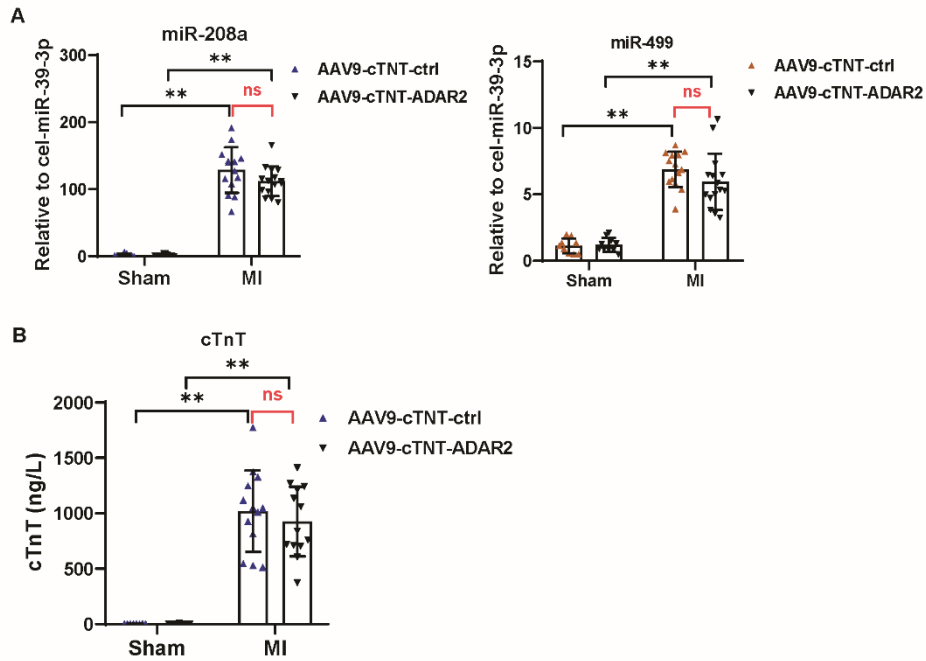 A
miR-208a
Relative to cel-miR-39-3p
300
200
100
0
**
**
ns
AAV9-cTNT-ctrl
AAV9-cTNT-ADAR2
Sham
MI
miR-499
Relative to cel-miR-39-3p
15
10
5
0
**
**
ns
AAV9-cTNT-ctrl
AAV9-cTNT-ADAR2
Sham
MI
B
cTnT
cTnT (ng/L)
2000
1500
1000
500
0
**
**
ns
AAV9-cTNT-ctrl
AAV9-cTNT-ADAR2
Sham
MI